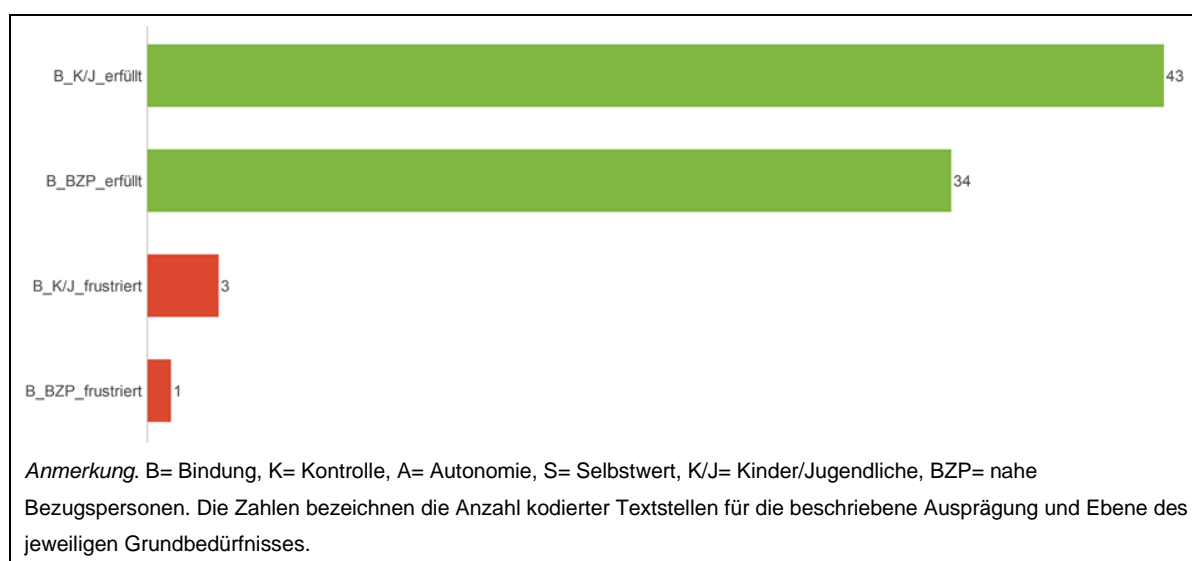 B_K/J_erfüllt 43
B_BZP_erfüllt 34
B_K/J_frustriert 3
B_BZP_frustriert 1
Anmerkung. B= Bindung, K= Kontrolle, A= Autonomie, S= Selbstwert, K/J= Kinder/Jugendliche, BZP= nahe
Bezugspersonen. Die Zahlen bezeichnen die Anzahl kodierter Textstellen für die beschriebene Ausprägung und Ebene des
jeweiligen Grundbedürfnisses.